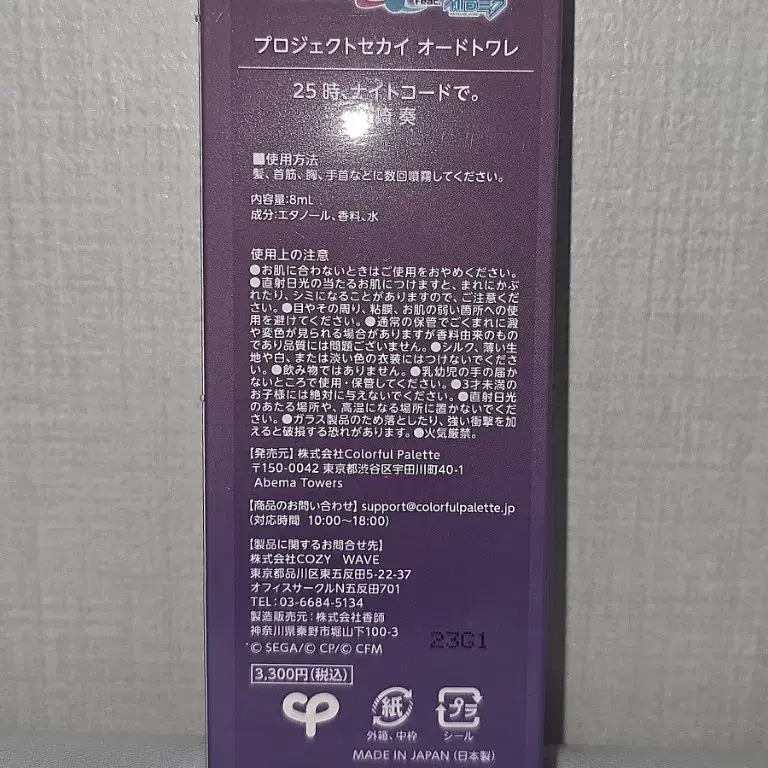 feat.
プロジェクトセカイ オードトワレ
25時、ナイトコードで。
崎 奏
■使用方法
髪、首筋、胸、手首などに数回噴霧してください。
内容量:8mL
成分:エタノール、香料、水
使用上の注意
●お肌に合わないときはご使用をおやめください。
●直射日光の当たるお肌につけますと、まれにかぶ
れたり、シミになることがありますので、ご注意くだ
さい。●目やその周り、粘膜、お肌の弱い箇所への使
用を避けてください。●通常の保管でごくまれに澱
や変色が見られる場合がありますが香料由来のもの
であり品質には問題ございません。●シルク、薄い生
地や白、または淡い色の衣装にはつけないでくださ
い。●飲み物ではありません。●乳幼児の手の届か
ないところで使用・保管してください。●3才未満の
お子様には絶対に与えないでください。●直射日光
のあたる場所や、高温になる場所に置かないでくだ
さい。●ガラス製品のため落としたり、強い衝撃を加
えると破損する恐れがあります。●火気厳禁。
【発売元】株式会社Colorful Palette
〒150-0042 東京都渋谷区宇田川町40-1
Abema Towers
【商品のお問い合わせ】support@colorfulpalette.jp
(対応時間 10:00〜18:00)
【製品に関するお問合せ先】
株式会社COZY WAVE
東京都品川区東五反田5-22-37
オフィスサークルN五反田701
TEL:03-6684-5134
製造販売元:株式会社香師
神奈川県秦野市堀山下100-3
23G1
© SEGA/© CP/© CFM
3,300円(税込)
紙
外箱、中枠
プラ
シール
MADE IN JAPAN (日本製)